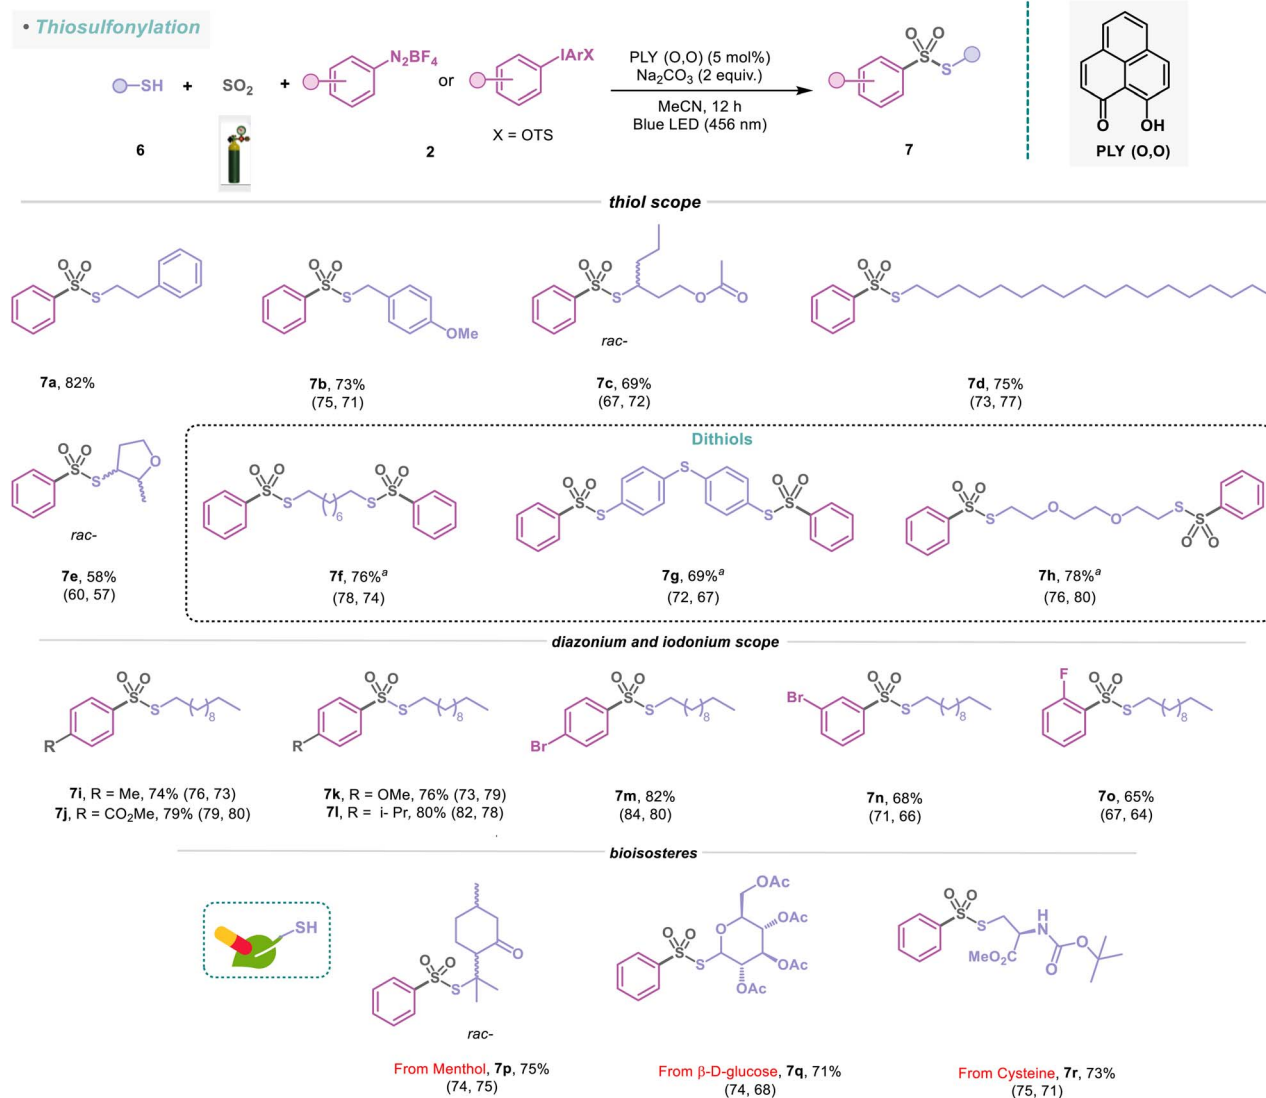 • Thiosulfonylation
SH + SO2 + N2BF4 or IArX
X = OTS
PLY (O,O) (5 mol%)
Na2CO3 (2 equiv.)
MeCN, 12 h
Blue LED (456 nm)
O O
S
S
6 2 7
O OH
PLY (O,O)
thiol scope
O O
S
S
7a, 82%
O O
S
S
OMe
7b, 73%
(75, 71)
O O
S
S
O O
rac-
7c, 69%
(67, 72)
O O
S
S
7d, 75%
(73, 77)
O O
S
S
O
rac-
7e, 58%
(60, 57)
Dithiols
O O O O
S S
S 6 S
7f, 76%a
(78, 74)
S
O O O O
S S
S S
7g, 69%a
(72, 67)
O O
S
S O O S
S
O O
7h, 78%a
(76, 80)
diazonium and iodonium scope
O O
S
S 8
R
7i, R = Me, 74% (76, 73)
7j, R = CO2Me, 79% (79, 80)
O O
S
S 8
R
7k, R = OMe, 76% (73, 79)
7l, R = i- Pr, 80% (82, 78)
O O
S
S 8
Br
7m, 82%
(84, 80)
Br
O O
S
S 8
7n, 68%
(71, 66)
F
O O
S
S 8
7o, 65%
(67, 64)
bioisosteres
SH
O
O O
S
S
rac-
From Menthol, 7p, 75%
(74, 75)
OAc
O OAc
O O
S
S OAc
OAc
From β-D-glucose, 7q, 71%
(74, 68)
O O
S
S H
N O
MeO2C O
From Cysteine, 7r, 73%
(75, 71)